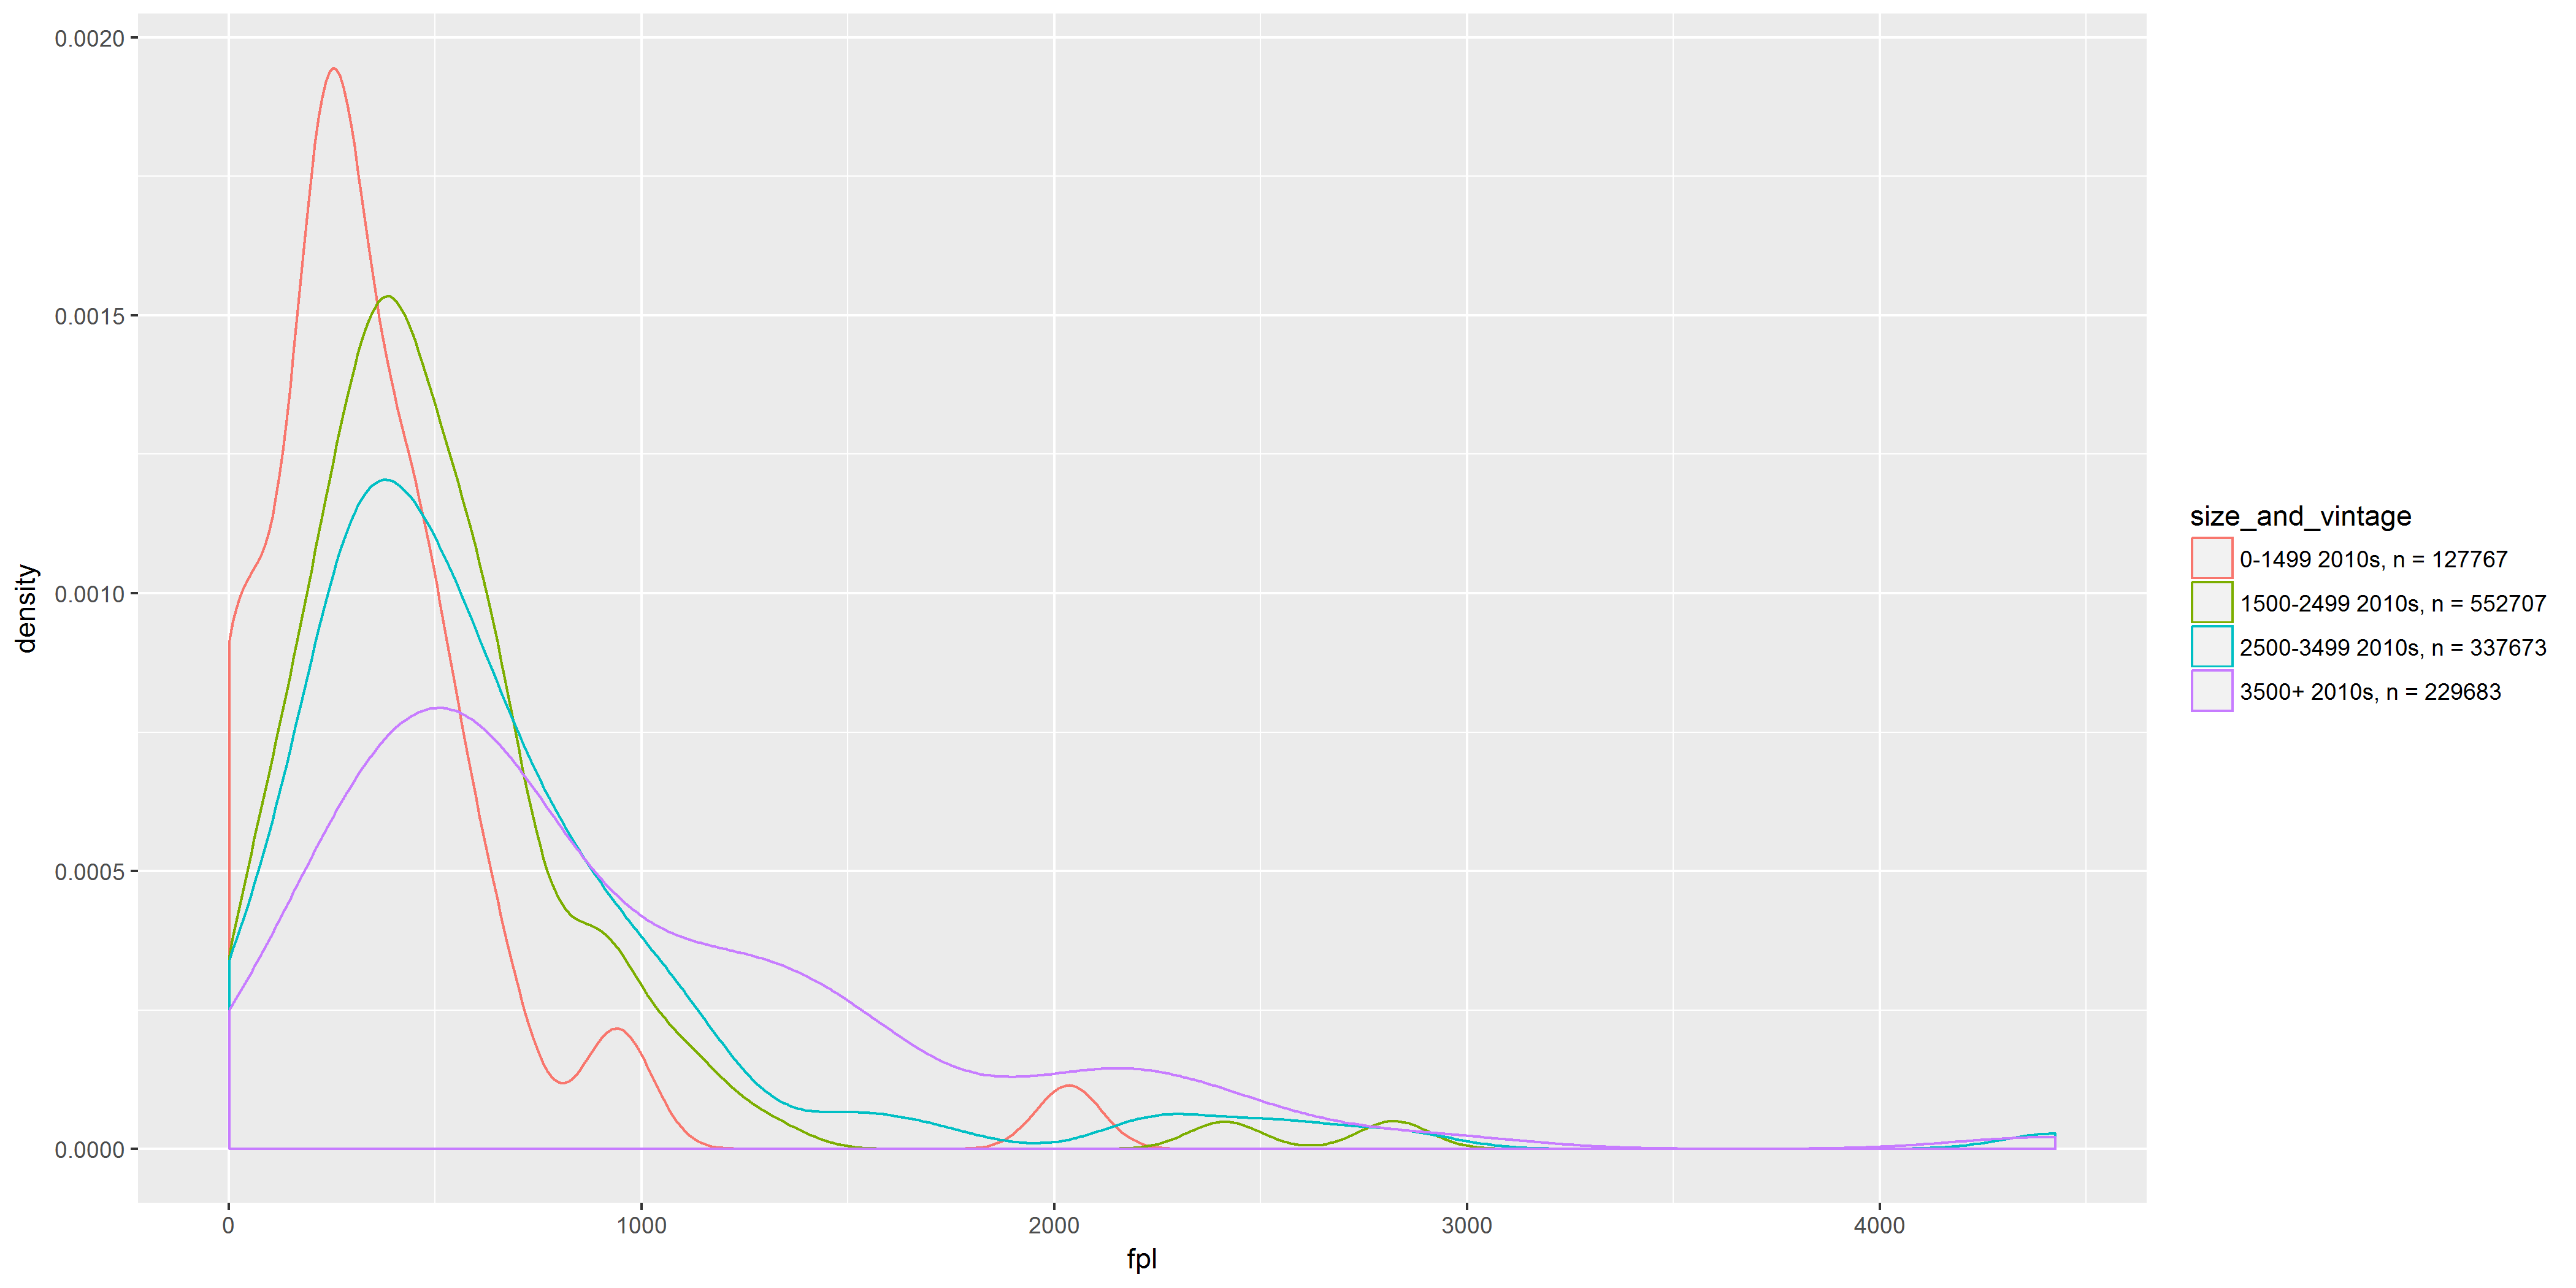 0.0020
0.0015
0.0010
0.0005
0.0000
density
0 1000 2000 3000 4000
fpl
size_and_vintage
0-1499 2010s, n = 127767
1500-2499 2010s, n = 552707
2500-3499 2010s, n = 337673
3500+ 2010s, n = 229683